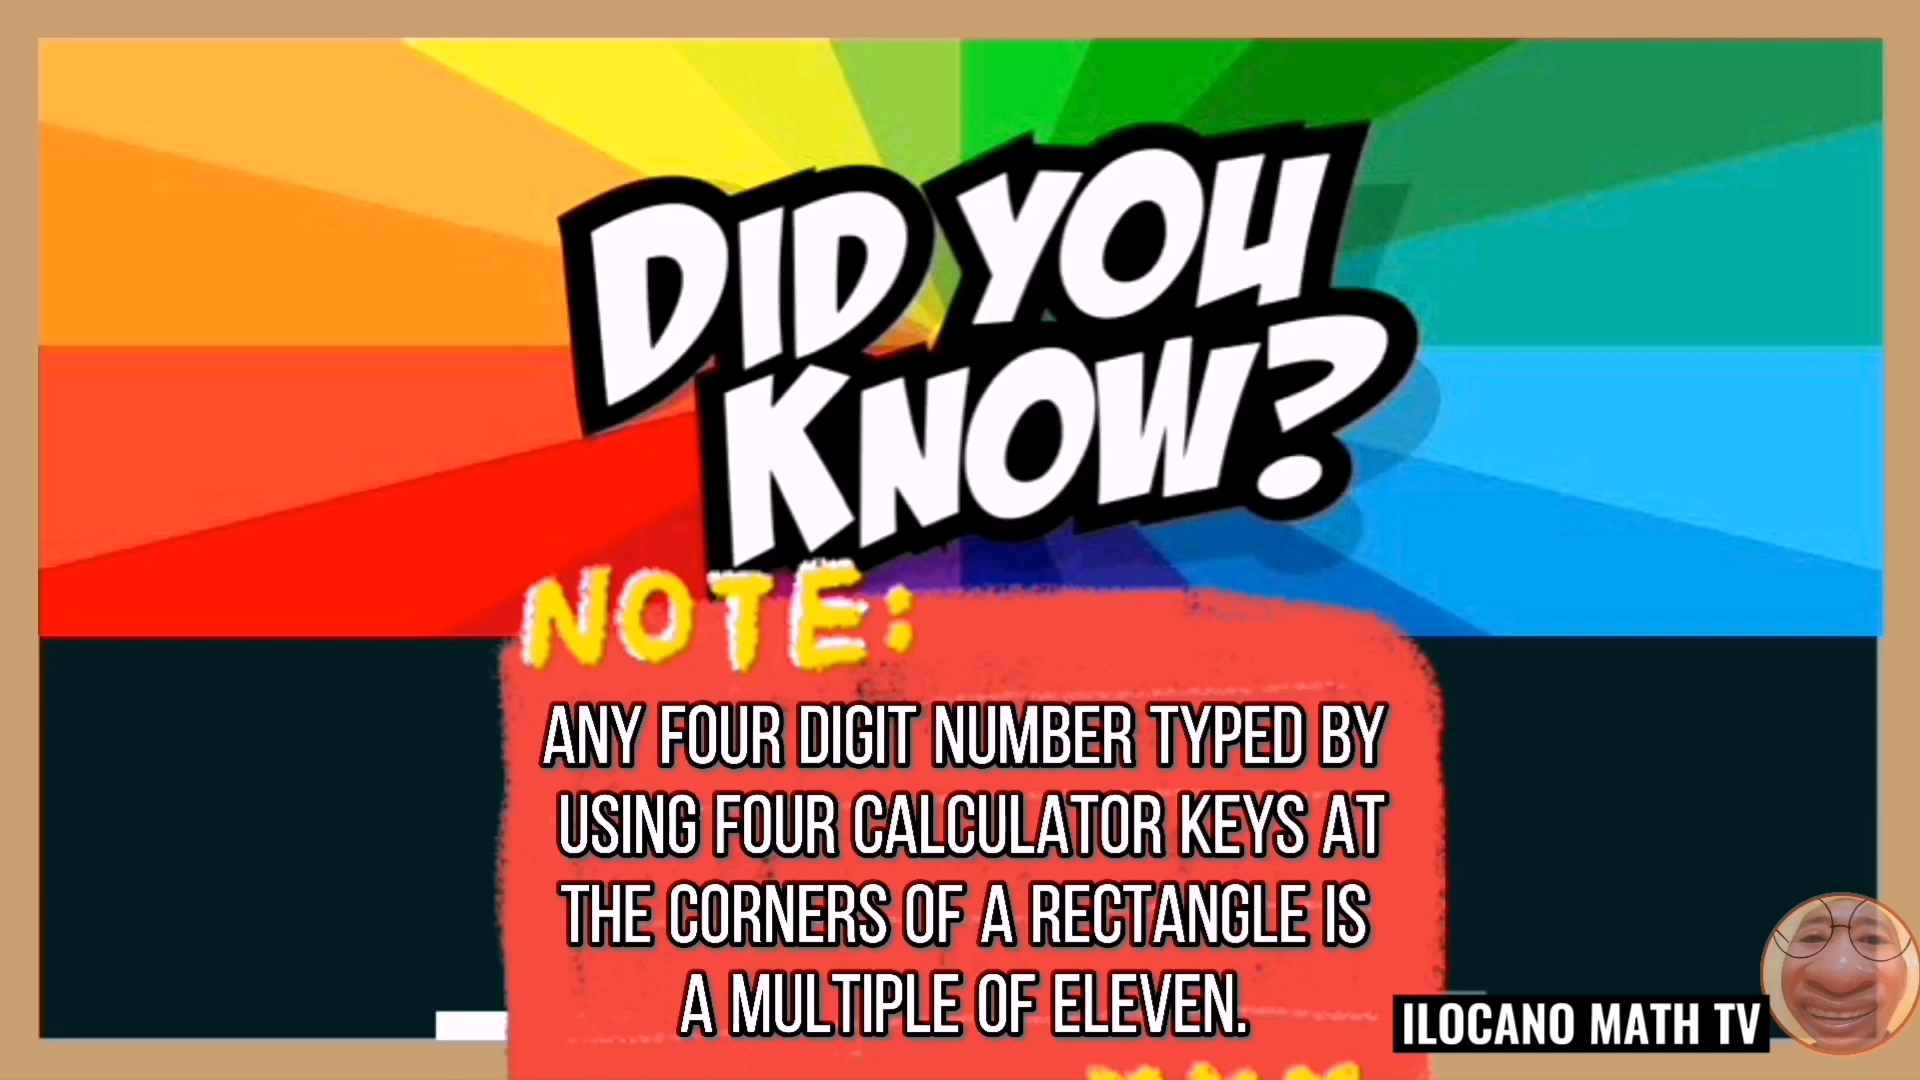 DID YOU
KNOW?
NOTE:
ANY FOUR DIGIT NUMBER TYPED BY
USING FOUR CALCULATOR KEYS AT
THE CORNERS OF A RECTANGLE IS
A MULTIPLE OF ELEVEN.
ILOCANO MATH TV